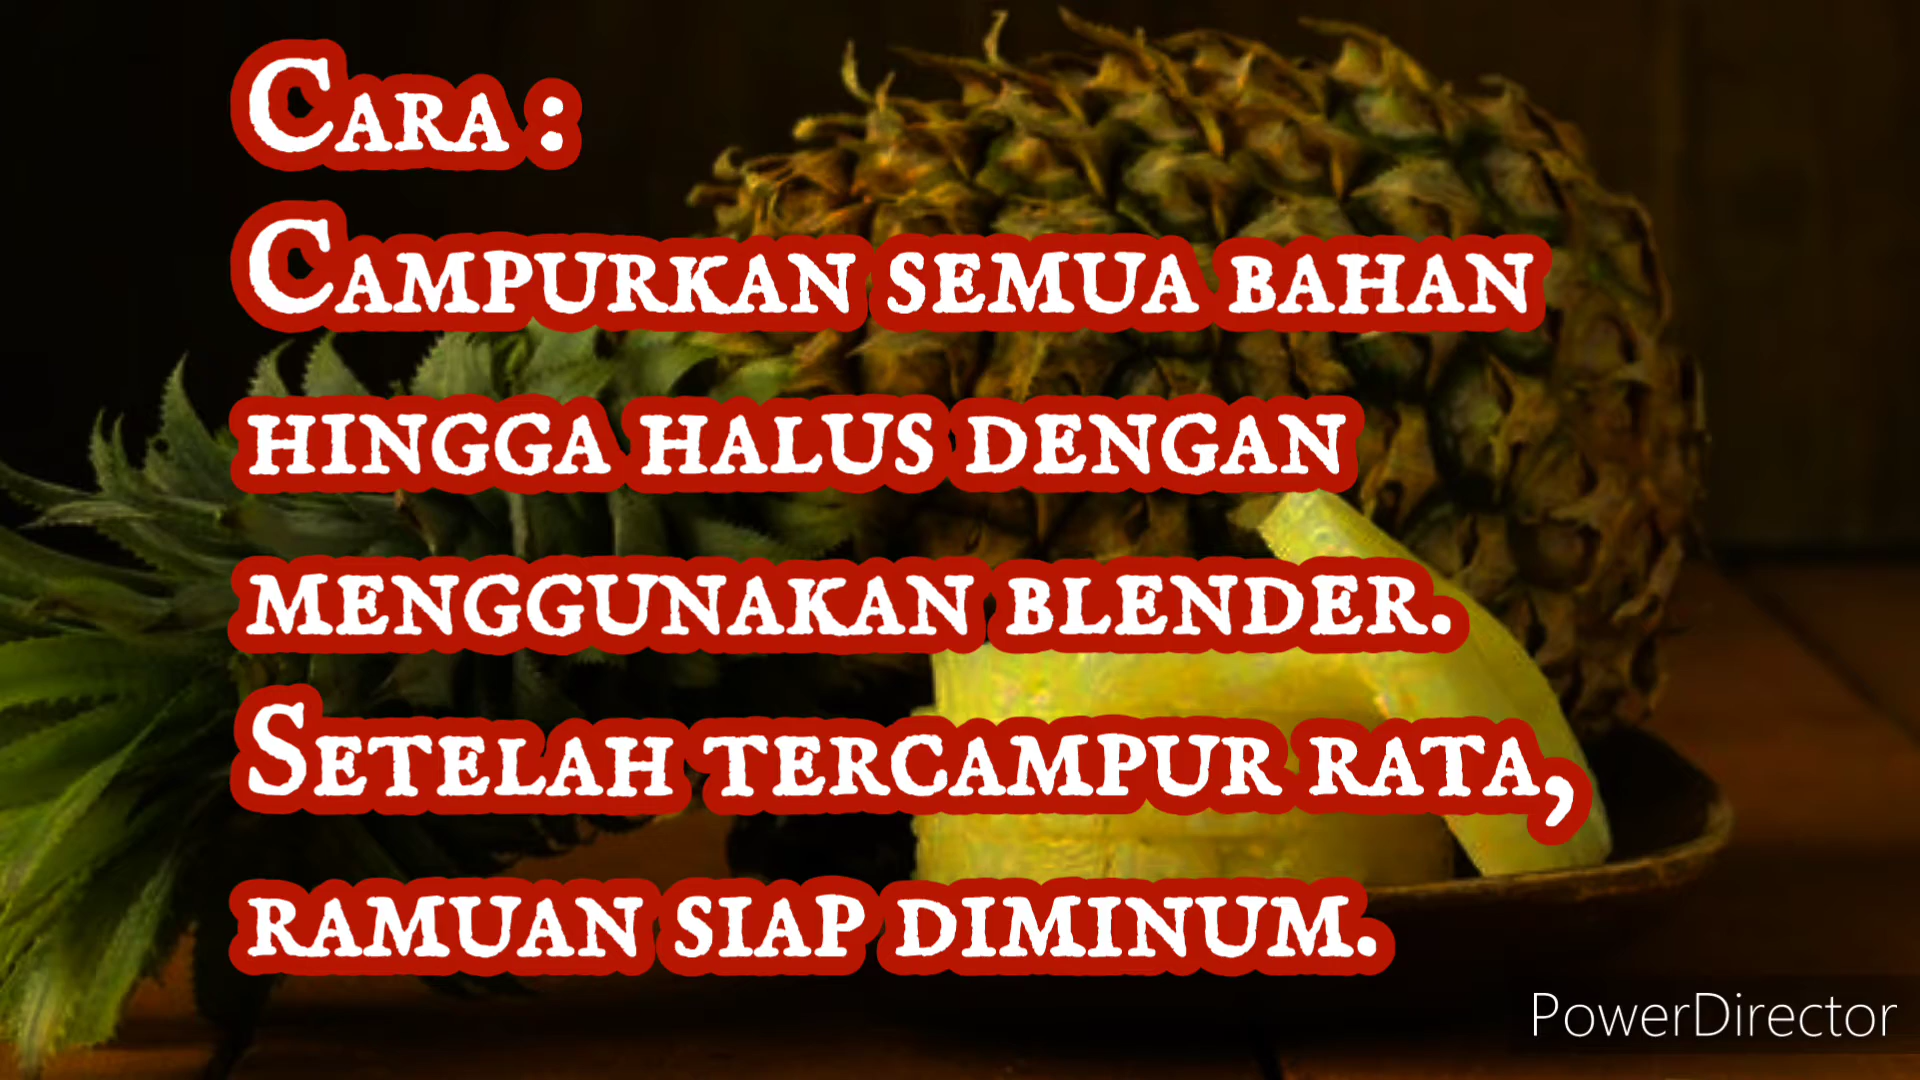 Cara :
Campurkan semua bahan
hingga halus dengan
menggunakan blender.
Setelah tercampur rata,
ramuan siap diminum.
PowerDirector